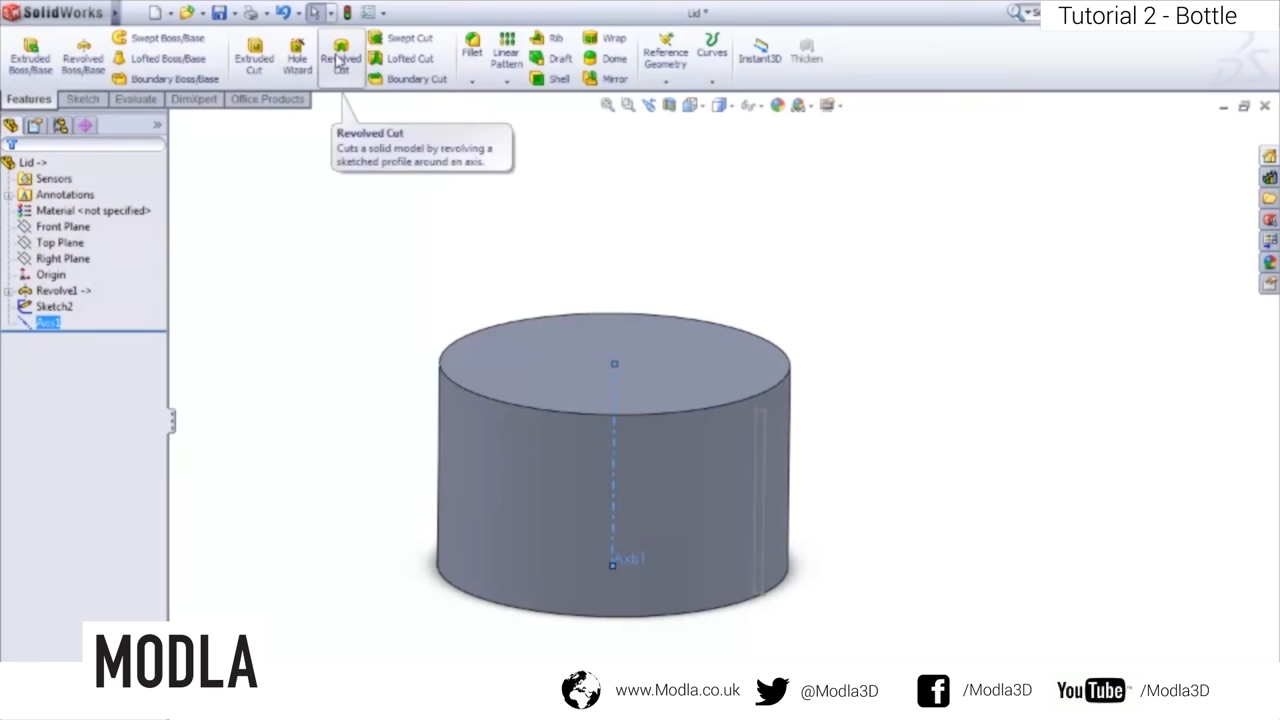 SolidWorks
Lid *
Tutorial 2 - Bottle
Extruded Boss/Base
Revolved Boss/Base
Swept Boss/Base
Lofted Boss/Base
Boundary Boss/Base
Extruded Cut
Hole Wizard
Revolved Cut
Swept Cut
Lofted Cut
Boundary Cut
Fillet
Linear Pattern
Rib
Draft
Shell
Wrap
Dome
Mirror
Reference Geometry
Curves
Instant3D
Thicken
Features
Sketch
Evaluate
DimXpert
Office Products
Revolved Cut
Cuts a solid model by revolving a
sketched profile around an axis.
Lid ->
Sensors
Annotations
Material <not specified>
Front Plane
Top Plane
Right Plane
Origin
Revolve1 ->
Sketch2
Axis1
Axis1
MODLA
www.Modla.co.uk
@Modla3D
/Modla3D
YouTube
/Modla3D